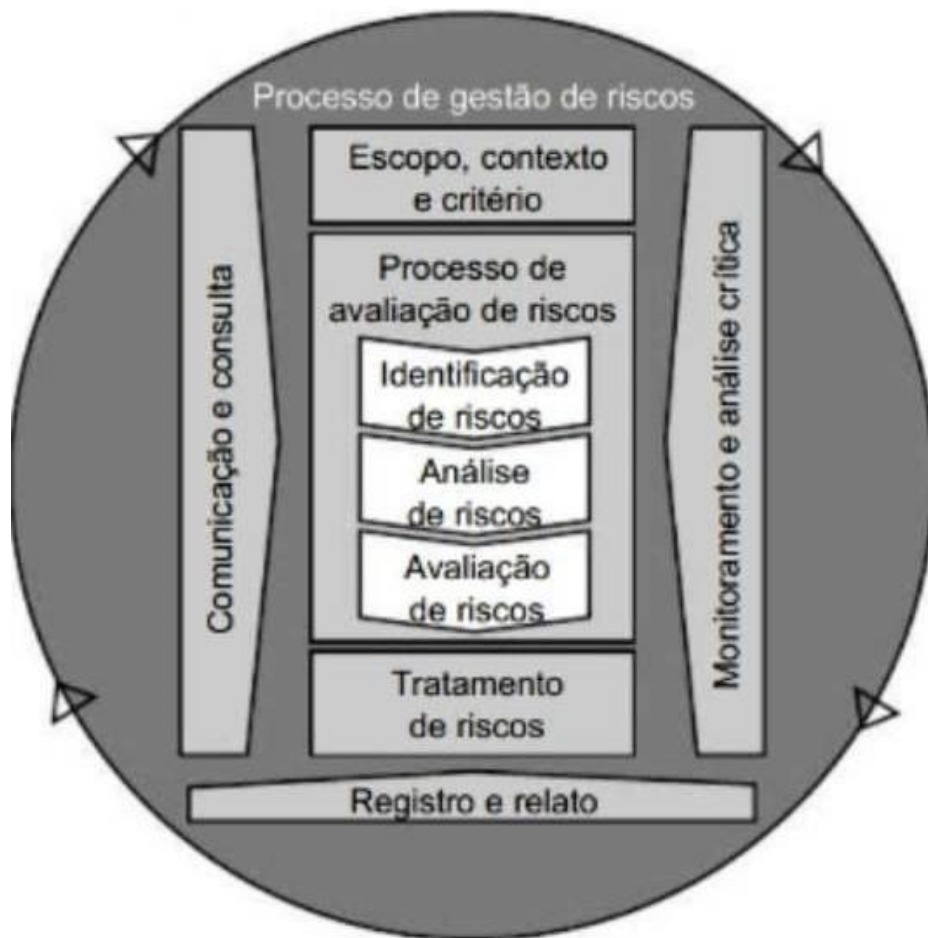 Processo de gestão de riscos
Escopo, contexto
e critério
Comunicação e consulta
Processo de
avaliação de riscos
Identificação
de riscos
Análise
de riscos
Avaliação
de riscos
Monitoramento e análise crítica
Tratamento
de riscos
Registro e relato